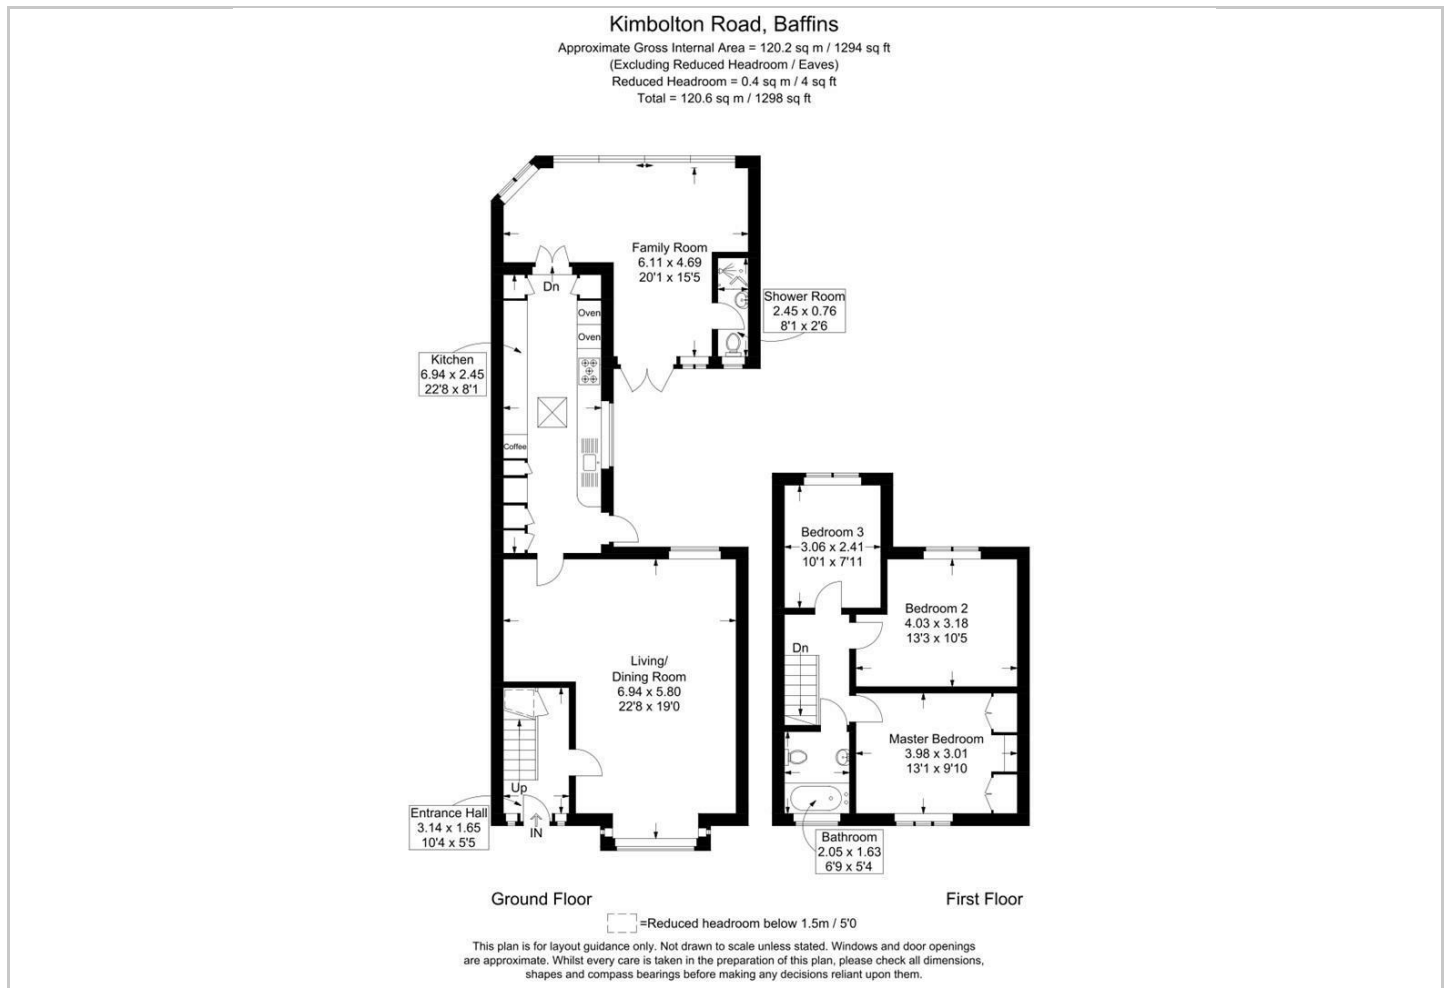 Kimbolton Road, Baffins
Approximate Gross Internal Area = 120.2 sq m / 1294 sq ft
(Excluding Reduced Headroom / Eaves)
Reduced Headroom = 0.4 sq m / 4 sq ft
Total = 120.6 sq m / 1298 sq ft
Family Room
6.11 x 4.69
20'1 x 15'5
Dn
Shower Room
2.45 x 0.76
8'1 x 2'6
Oven
Oven
Kitchen
6.94 x 2.45
22'8 x 8'1
Coffee
Bedroom 3
3.06 x 2.41
10'1 x 7'11
Bedroom 2
4.03 x 3.18
13'3 x 10'5
Dn
Living/
Dining Room
6.94 x 5.80
22'8 x 19'0
Master Bedroom
3.98 x 3.01
13'1 x 9'10
Up
Entrance Hall
3.14 x 1.65
10'4 x 5'5
IN
Bathroom
2.05 x 1.63
6'9 x 5'4
Ground Floor
First Floor
=Reduced headroom below 1.5m / 5'0
This plan is for layout guidance only. Not drawn to scale unless stated. Windows and door openings
are approximate. Whilst every care is taken in the preparation of this plan, please check all dimensions,
shapes and compass bearings before making any decisions reliant upon them.